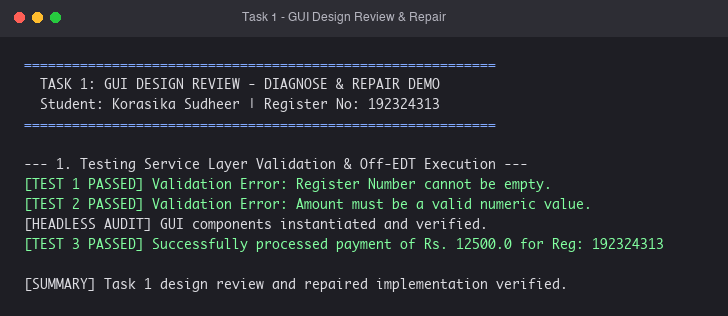 Task 1 - GUI Design Review & Repair
===========================================================
TASK 1: GUI DESIGN REVIEW - DIAGNOSE & REPAIR DEMO
Student: Korasika Sudheer | Register No: 192324313
===========================================================
--- 1. Testing Service Layer Validation & Off-EDT Execution ---
[TEST 1 PASSED] Validation Error: Register Number cannot be empty.
[TEST 2 PASSED] Validation Error: Amount must be a valid numeric value.
[HEADLESS AUDIT] GUI components instantiated and verified.
[TEST 3 PASSED] Successfully processed payment of Rs. 12500.0 for Reg: 192324313
[SUMMARY] Task 1 design review and repaired implementation verified.